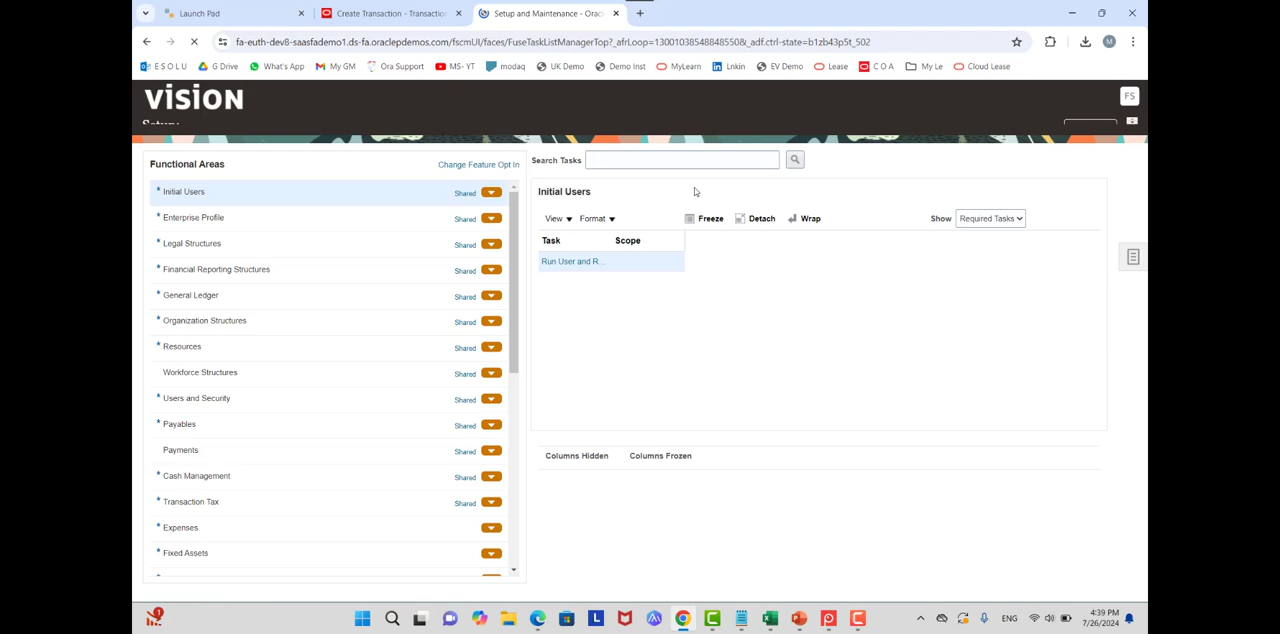 Launch Pad
Create Transaction - Transaction
Setup and Maintenance - Orac
fa-euth-dev8-saasfademo1.ds-fa.oraclepdemos.com/fscmUI/faces/FuseTaskListManagerTop?_afrLoop=13001038548848550&_adf.ctrl-state=b1zb43p5t_502
M
E S O L U
G Drive
What's App
My GM
Ora Support
MS- YT
modaq
UK Demo
Demo Inst
MyLearn
Lnkin
EV Demo
Lease
C O A
My Le
Cloud Lease
vision
FS
Functional Areas
Change Feature Opt In
Search Tasks
* Initial Users Shared
* Enterprise Profile Shared
* Legal Structures Shared
* Financial Reporting Structures Shared
* General Ledger Shared
* Organization Structures Shared
* Resources Shared
Workforce Structures Shared
* Users and Security Shared
* Payables Shared
Payments Shared
* Cash Management Shared
* Transaction Tax Shared
* Expenses
* Fixed Assets
Initial Users
View Format Freeze Detach Wrap Show Required Tasks
Task Scope
Run User and R...
Columns Hidden Columns Frozen
1
ENG
4:39 PM
7/26/2024